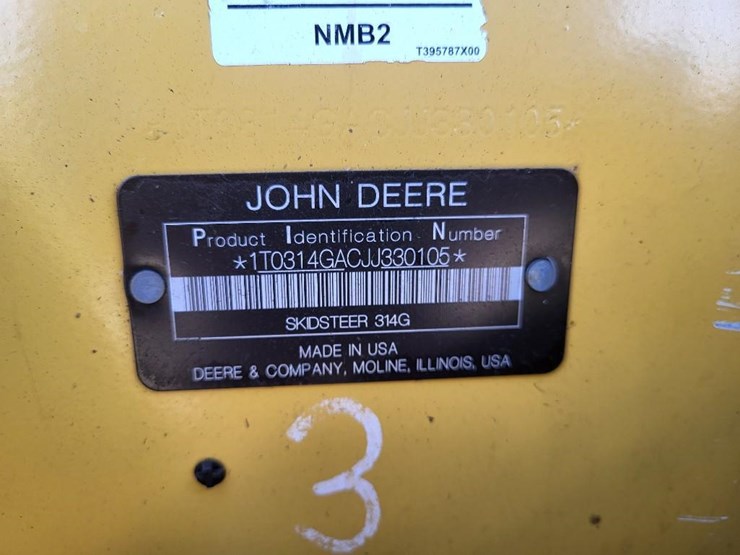 NMB2
T395787X00
JOHN DEERE
Product Identification Number
*1T0314GACJJ330105*
SKIDSTEER 314G
MADE IN USA
DEERE & COMPANY, MOLINE, ILLINOIS, USA
3